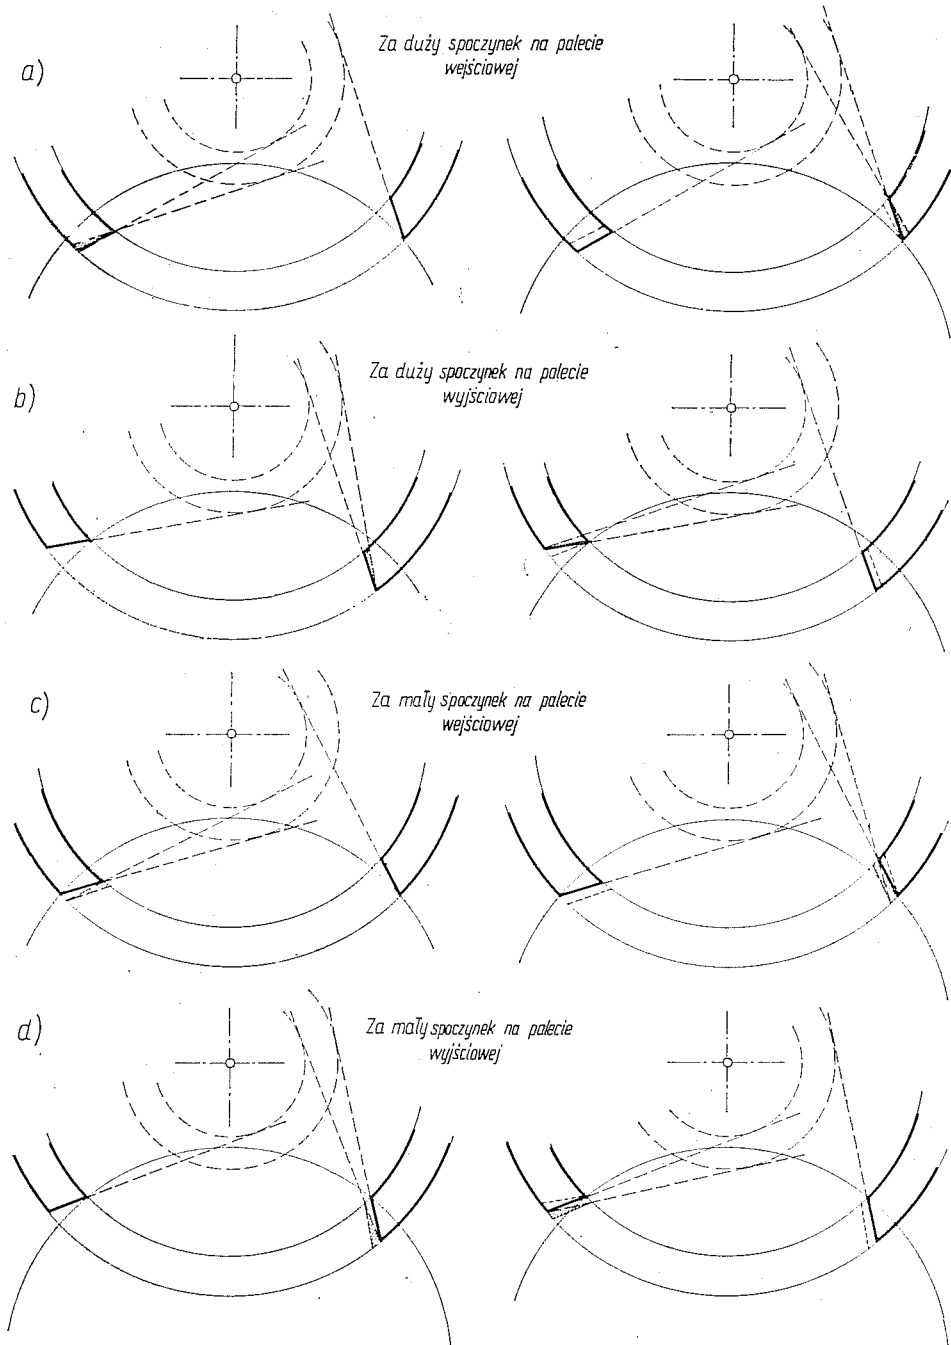 a)
Za duży spoczynek na palecie
wejściowej
b)
Za duży spoczynek na palecie
wyjściowej
c)
Za mały spoczynek na palecie
wejściowej
d)
Za mały spoczynek na palecie
wyjściowej